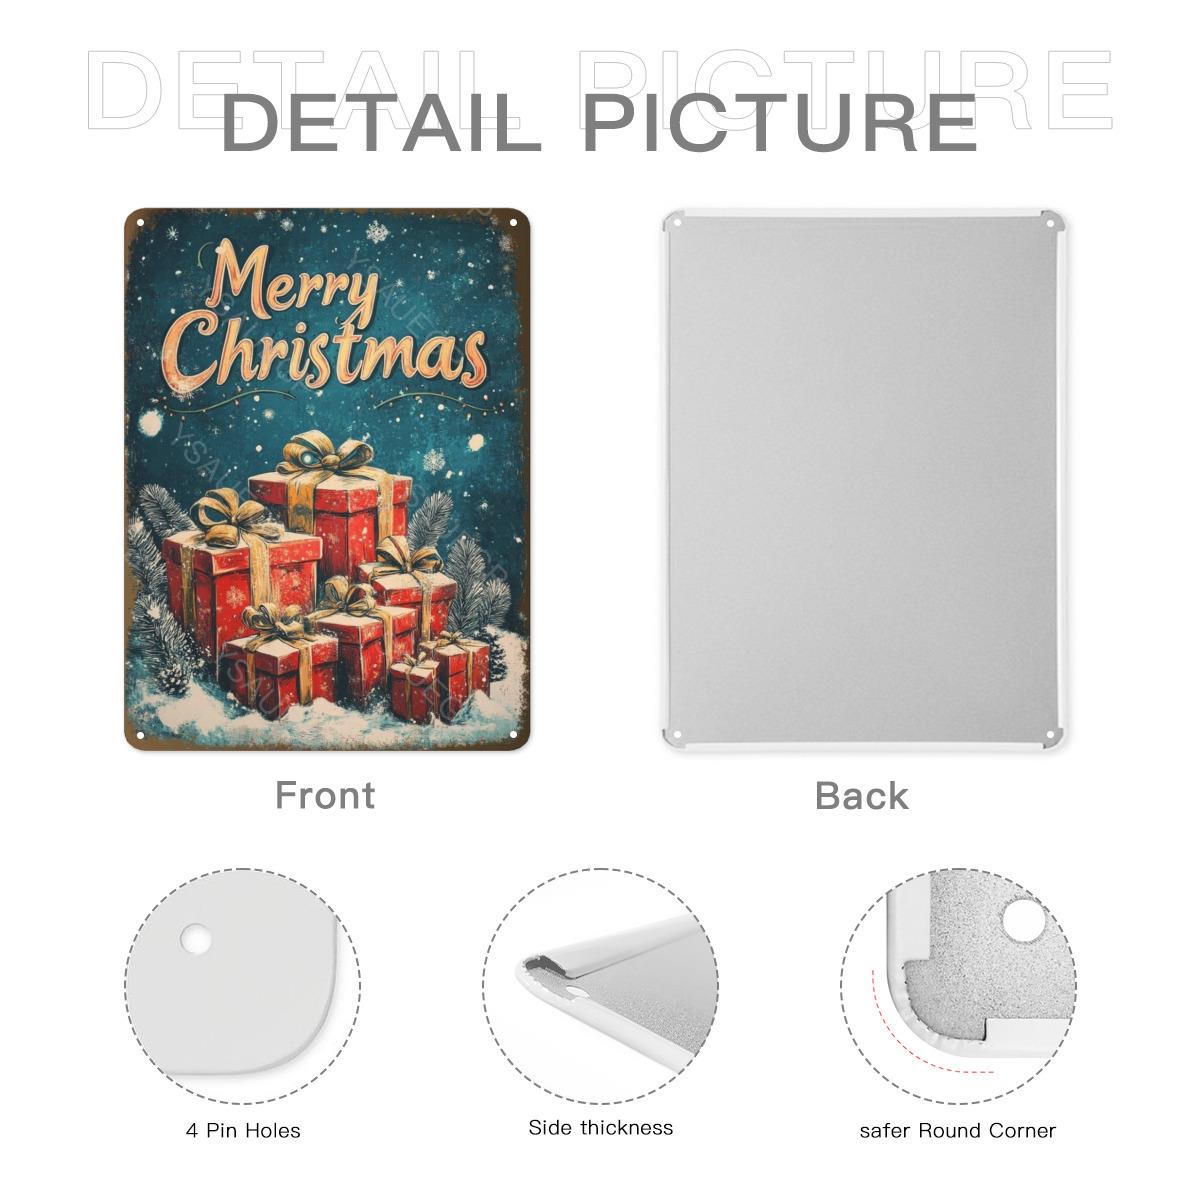 DETAIL PICTURE
DETAIL PICTURE
Merry
Christmas
Front
Back
4 Pin Holes
Side thickness
safer Round Corner